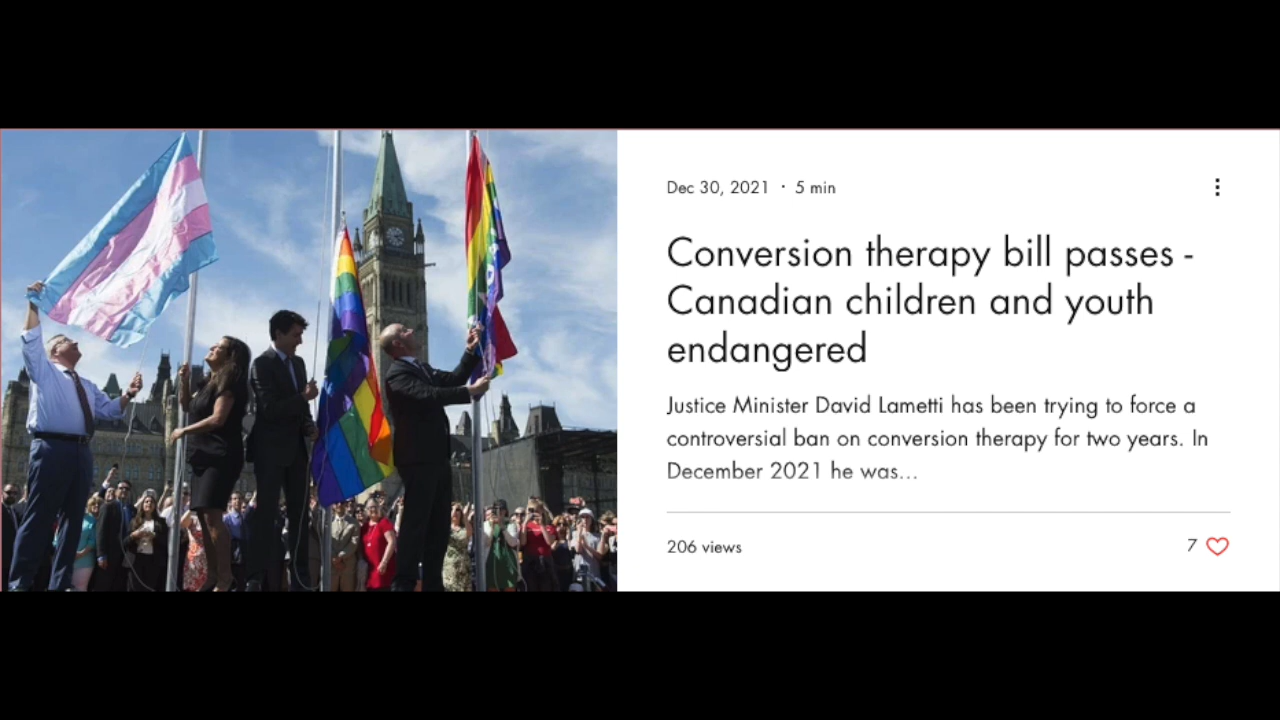 Dec 30, 2021 · 5 min
Conversion therapy bill passes -
Canadian children and youth
endangered
Justice Minister David Lametti has been trying to force a
controversial ban on conversion therapy for two years. In
December 2021 he was...
206 views
7